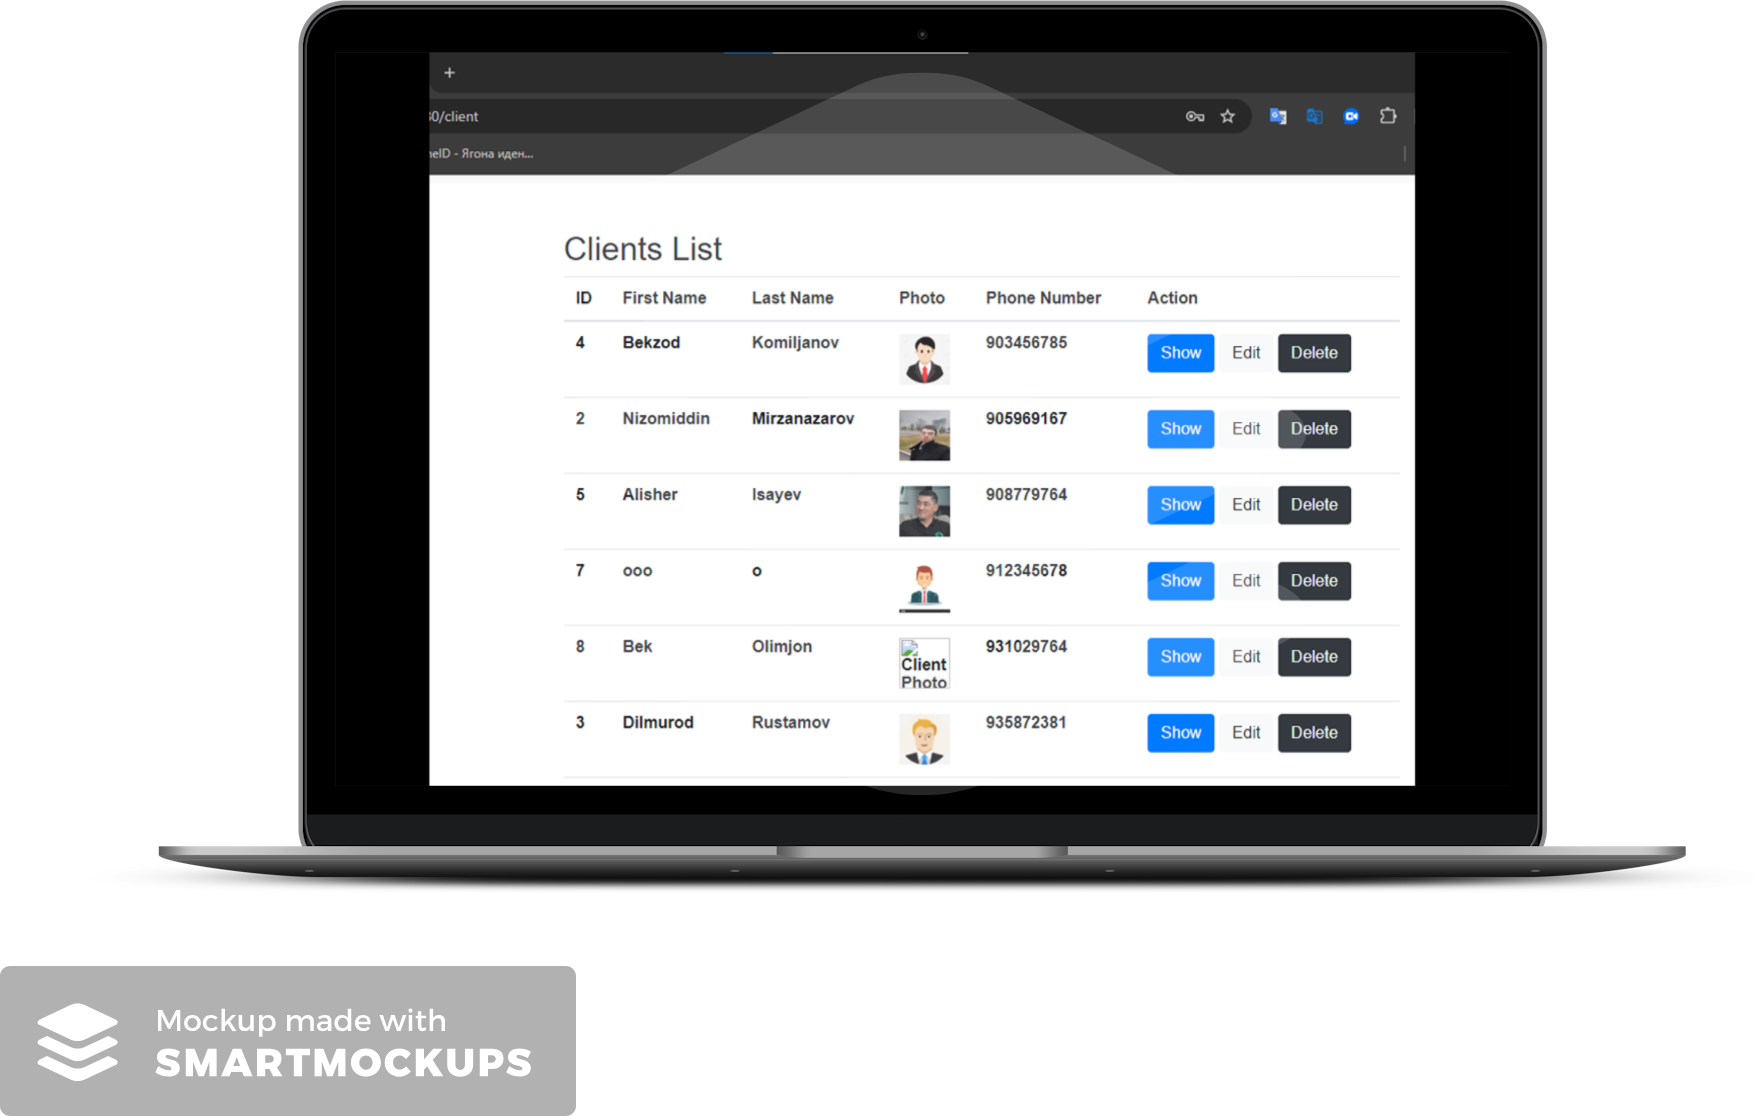 +
30/client
neID - Ягона иден...
Clients List
ID First Name Last Name Photo Phone Number Action
4 Bekzod Komiljanov 903456785 Show Edit Delete
2 Nizomiddin Mirzanazarov 905969167 Show Edit Delete
5 Alisher Isayev 908779764 Show Edit Delete
7 ooo o 912345678 Show Edit Delete
8 Bek Olimjon Client Photo 931029764 Show Edit Delete
3 Dilmurod Rustamov 935872381 Show Edit Delete
Mockup made with
SMARTMOCKUPS